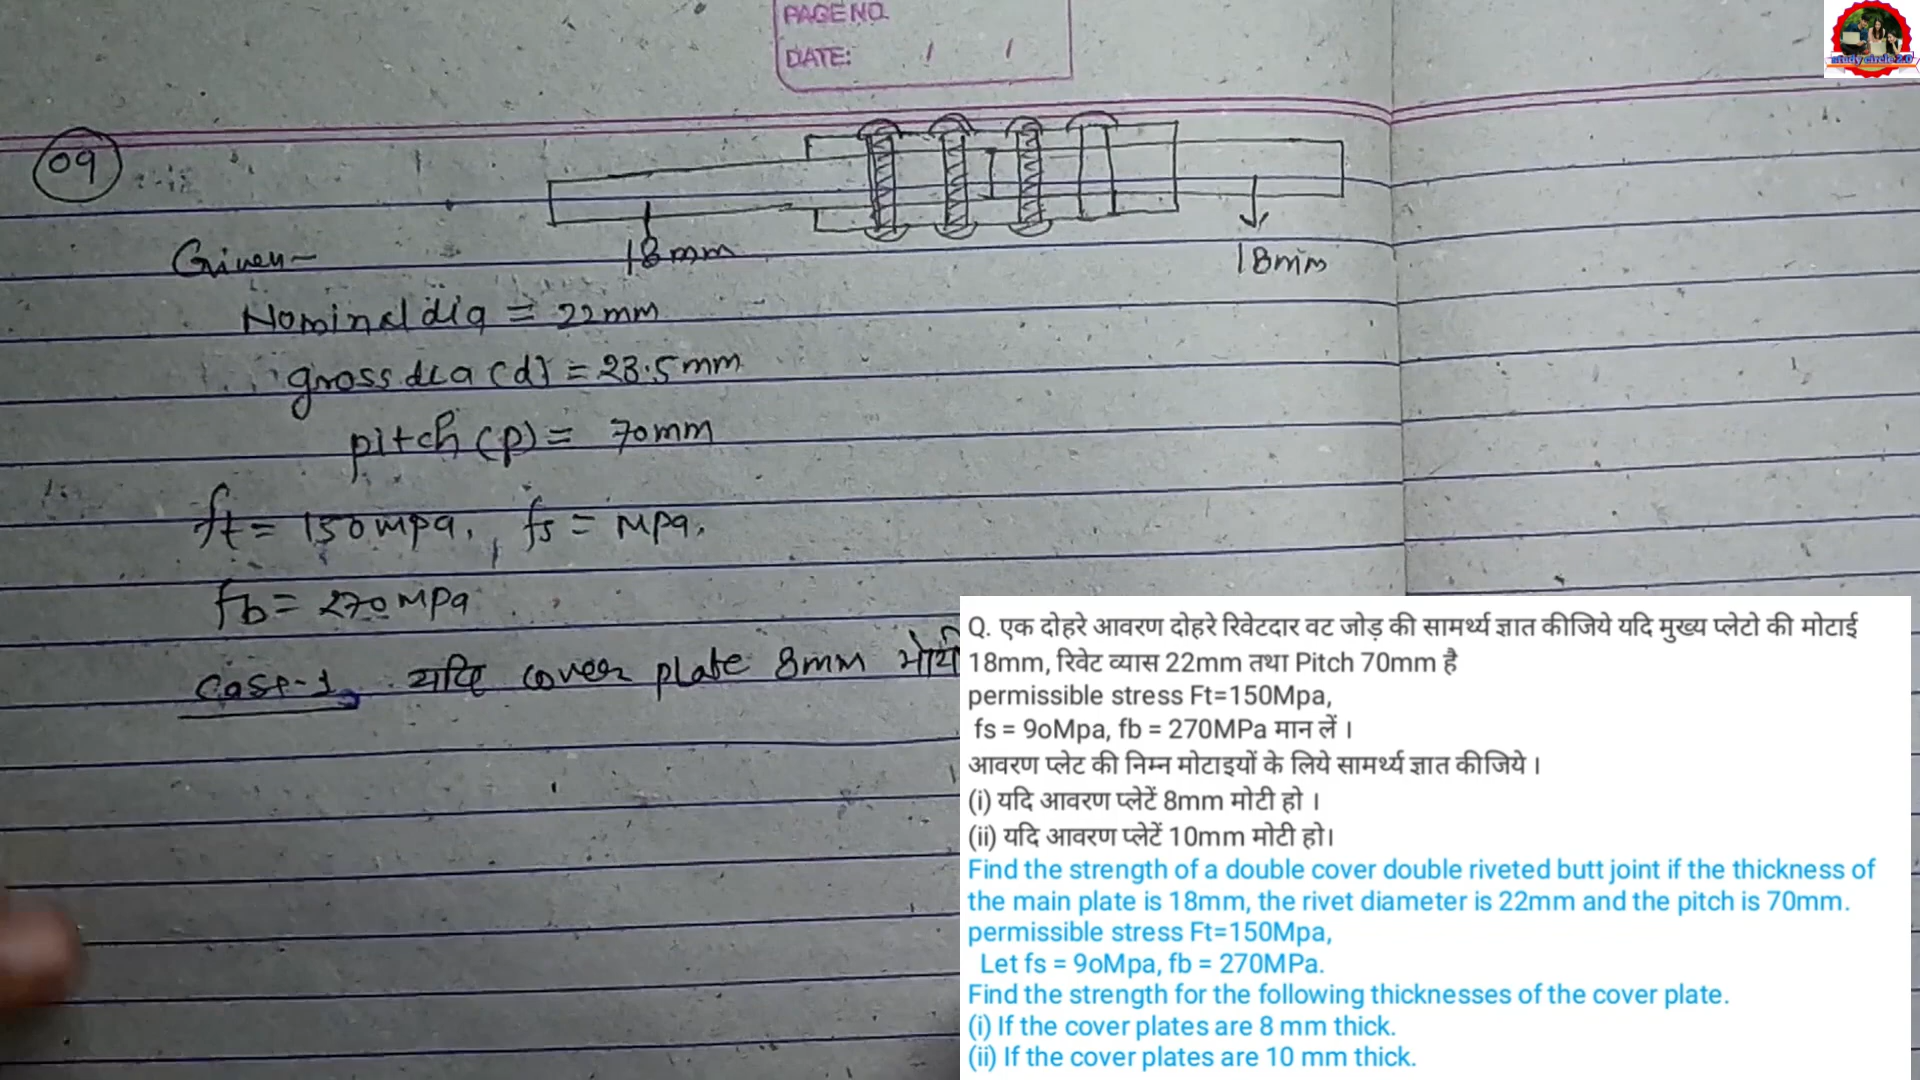 PAGE NO.
DATE: / /
study circle 2.0
09
18mm
18mm
Given-
Nominal dia = 22mm
gross dia (d) = 23.5mm
pitch (p) = 70mm
ft = 150 mpa, fs = MPa,
fb = 270 MPa
Case-1, यदि cover plate 8mm
Q. एक दोहरे आवरण दोहरे रिवेटदार वट जोड़ की सामर्थ्य ज्ञात कीजिये यदि मुख्य प्लेटो की मोटाई
18mm, रिवेट व्यास 22mm तथा Pitch 70mm है
permissible stress Ft=150Mpa,
fs = 9oMpa, fb = 270MPa मान लें ।
आवरण प्लेट की निम्न मोटाइयों के लिये सामर्थ्य ज्ञात कीजिये ।
(i) यदि आवरण प्लेटें 8mm मोटी हो ।
(ii) यदि आवरण प्लेटें 10mm मोटी हो।
Find the strength of a double cover double riveted butt joint if the thickness of
the main plate is 18mm, the rivet diameter is 22mm and the pitch is 70mm.
permissible stress Ft=150Mpa,
Let fs = 9oMpa, fb = 270MPa.
Find the strength for the following thicknesses of the cover plate.
(i) If the cover plates are 8 mm thick.
(ii) If the cover plates are 10 mm thick.